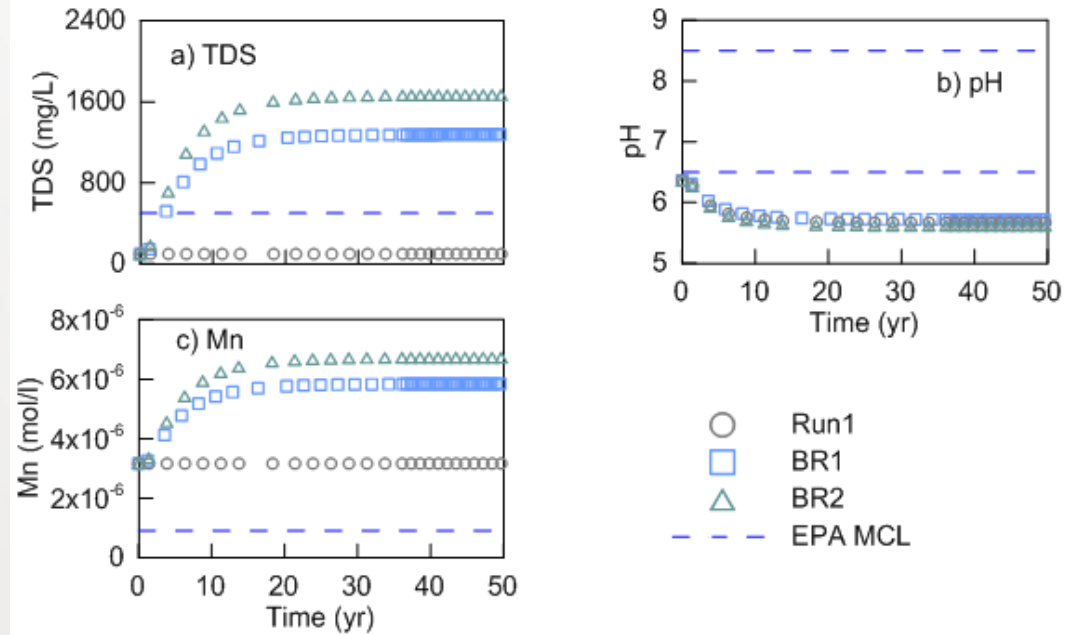 2400
1600
800
0
TDS (mg/L)
a) TDS
9
8
7
6
5
pH
b) pH
0 10 20 30 40 50
Time (yr)
8x10⁻⁶
6x10⁻⁶
4x10⁻⁶
2x10⁻⁶
0
Mn (mol/l)
c) Mn
0 10 20 30 40 50
Time (yr)
Run1
BR1
BR2
EPA MCL